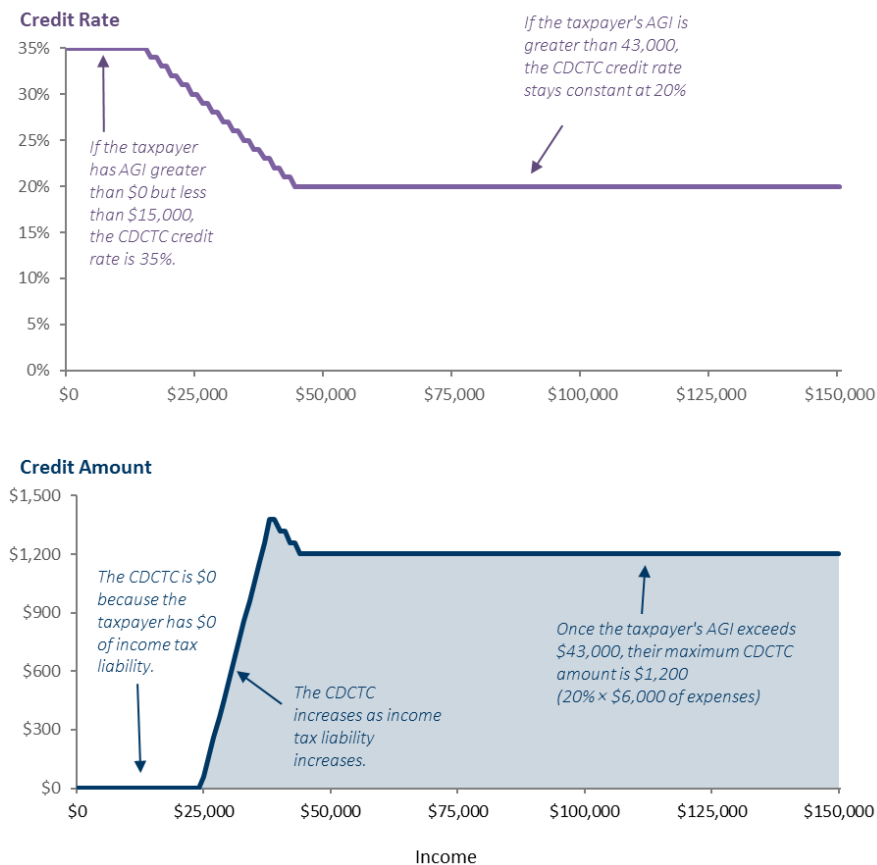 Credit Rate
35%
30%
25%
20%
15%
10%
5%
0%
If the taxpayer
has AGI greater
than $0 but less
than $15,000,
the CDCTC credit
rate is 35%.
If the taxpayer's AGI is
greater than 43,000,
the CDCTC credit rate
stays constant at 20%
$0 $25,000 $50,000 $75,000 $100,000 $125,000 $150,000
Credit Amount
$1,500
$1,200
$900
$600
$300
$0
The CDCTC is $0
because the
taxpayer has $0
of income tax
liability.
The CDCTC
increases as income
tax liability
increases.
Once the taxpayer's AGI exceeds
$43,000, their maximum CDCTC
amount is $1,200
(20% × $6,000 of expenses)
$0 $25,000 $50,000 $75,000 $100,000 $125,000 $150,000
Income